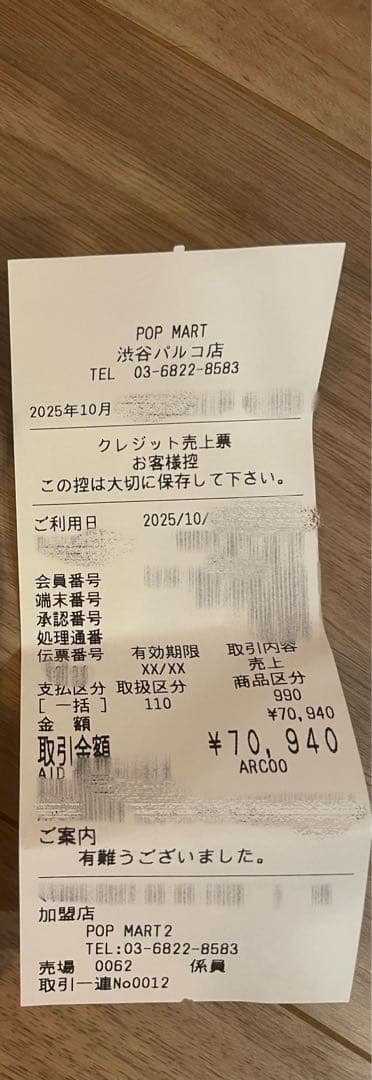 POP MART
渋谷パルコ店
TEL 03-6822-8583
2025年10月
クレジット売上票
お客様控
この控は大切に保存して下さい。
ご利用日 2025/10/
会員番号
端末番号
承認番号
処理通番
伝票番号 有効期限 取引内容
XX/XX 売上
支払区分 取扱区分 商品区分
[ 一括 ] 110 990
金 額 ¥70,940
取引金額 ¥70,940
AID ARC00
ご案内
有難うございました。
加盟店
POP MART2
TEL:03-6822-8583
売場 0062 係員
取引一連No0012